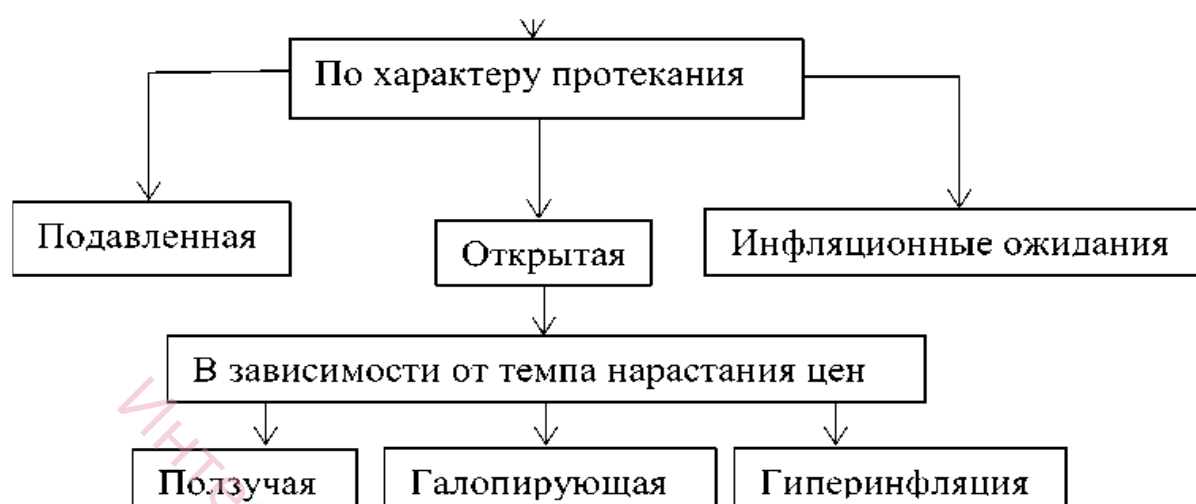 По характеру протекания
Подавленная
Открытая
Инфляционные ожидания
В зависимости от темпа нарастания цен
Ползучая
Галопирующая
Гиперинфляция